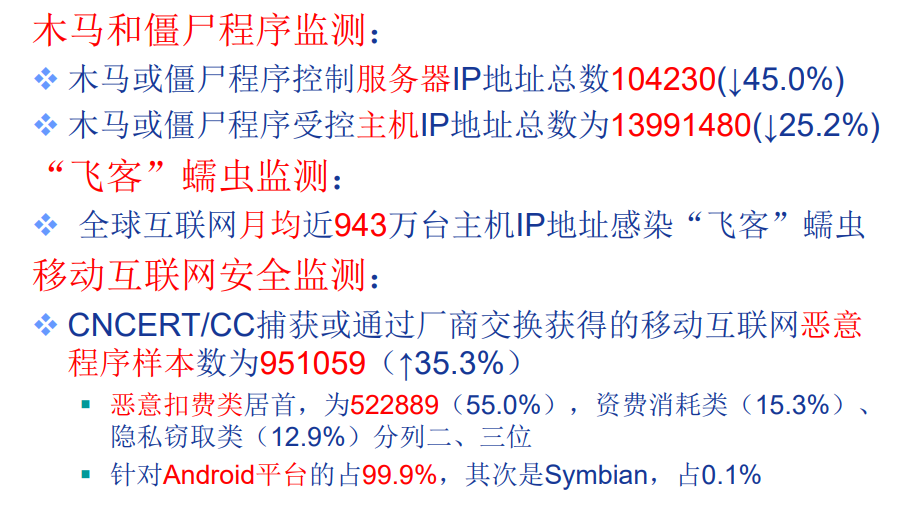 木马和僵尸程序监测：
木马或僵尸程序控制服务器IP地址总数104230(↓45.0%)
木马或僵尸程序受控主机IP地址总数为13991480(↓25.2%)
“飞客”蠕虫监测：
全球互联网月均近943万台主机IP地址感染“飞客”蠕虫
移动互联网安全监测：
CNCERT/CC捕获或通过厂商交换获得的移动互联网恶意
程序样本数为951059（↑35.3%）
恶意扣费类居首，为522889（55.0%），资费消耗类（15.3%）、
隐私窃取类（12.9%）分列二、三位
针对Android平台的占99.9%，其次是Symbian，占0.1%